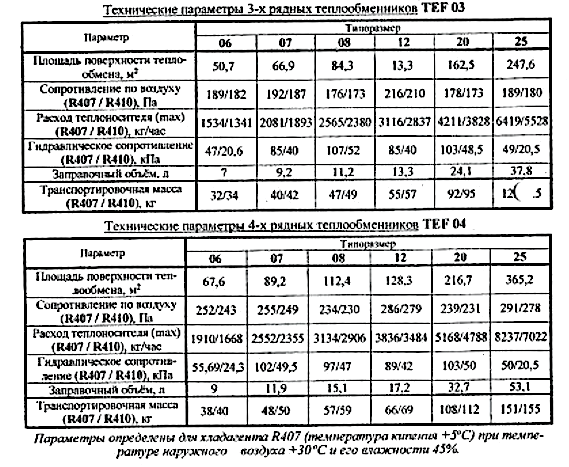 Технические параметры 3-х рядных теплообменников TEF 03
Параметр Типоразмер
06 07 08 12 20 25
Площадь поверхности тепло-
обмена, м² 50,7 66,9 84,3 13,3 162,5 247,6
Сопротивление по воздуху
(R407 / R410), Па 189/182 192/187 176/173 216/210 178/173 189/180
Расход теплоносителя (max)
(R407 / R410), кг/час 1534/1341 2081/1893 2565/2380 3116/2837 4211/3828 6419/5528
Гидравлическое сопротивление
(R407 / R410), кПа 47/20,6 85/40 107/52 85/40 103/48,5 49/20,5
Заправочный объём, л 7 9,2 11,2 13,3 24,1 37,8
Транспортировочная масса
(R407 / R410), кг 32/34 40/42 47/49 55/57 92/95
Технические параметры 4-х рядных теплообменников TEF 04
Параметр Типоразмер
06 07 08 12 20 25
Площадь поверхности теп-
лообмена, м² 67,6 89,2 112,4 128,3 216,7 365,2
Сопротивление по воздуху
(R407 / R410), Па 252/243 255/249 234/230 286/279 239/231 291/278
Расход теплоносителя (max)
(R407 / R410), кг/час 1910/1668 2552/2355 3134/2906 3836/3484 5168/4788 8237/7022
Гидравлическое сопротив-
ление (R407 / R410), кПа 55,69/24,3 102/49,5 97/47 89/42 103/50 50/20,5
Заправочный объём, л 9 11,9 15,1 17,2 32,7 53,1
Транспортировочная масса
(R407 / R410), кг 38/40 48/50 57/59 66/69 108/112 151/155
Параметры определены для хладагента R407 (температура кипения +5°С) при темпе-
ратуре наружного воздуха +30°С и его влажности 45%.